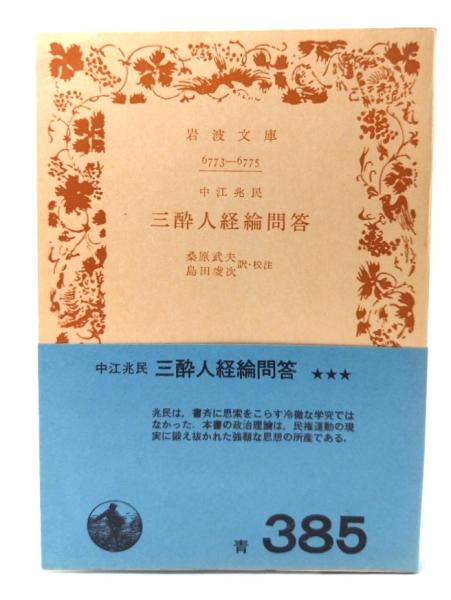 岩波文庫
6773—6775
中江兆民
三酔人経綸問答
桑原武夫
島田虔次 訳・校注
中江兆民 三酔人経綸問答 ★★★
兆民は，書斉に思索をこらす冷徹な学究では
なかった．本書の政治理論は，民権運動の現
実に鍛え抜かれた強靱な思想の所産である．
青 385